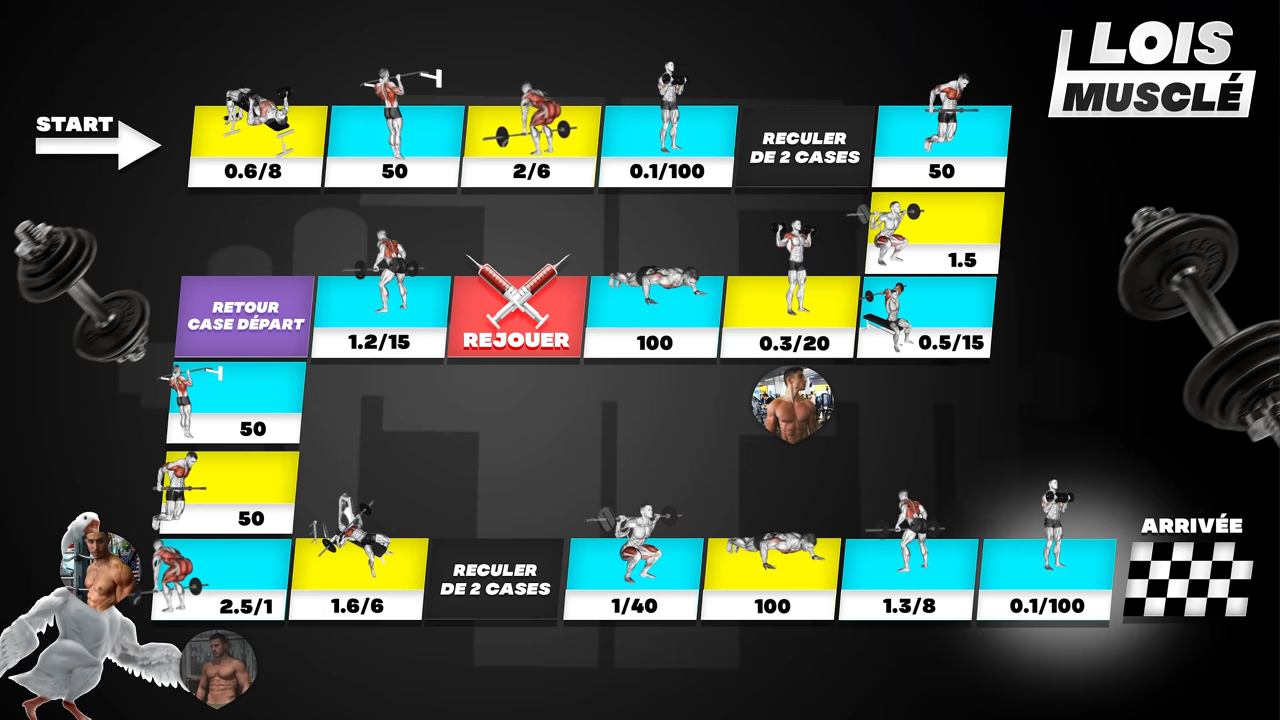 LOIS
MUSCLÉ
START
0.6/8
50
2/6
0.1/100
RECULER
DE 2 CASES
50
1.5
RETOUR
CASE DÉPART
1.2/15
REJOUER
100
0.3/20
0.5/15
50
50
2.5/1
1.6/6
RECULER
DE 2 CASES
1/40
100
1.3/8
0.1/100
ARRIVÉE